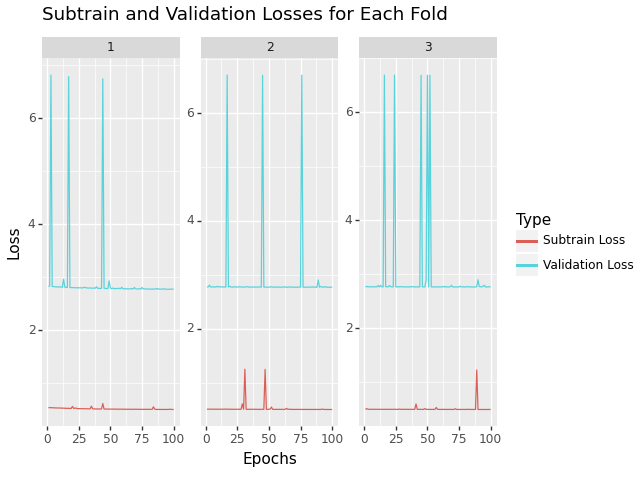 Subtrain and Validation Losses for Each Fold
1 2 3
6 6 6
4 4 4
2 2 2
Loss
0 25 50 75 100 0 25 50 75 100 0 25 50 75 100
Epochs
Type
Subtrain Loss
Validation Loss